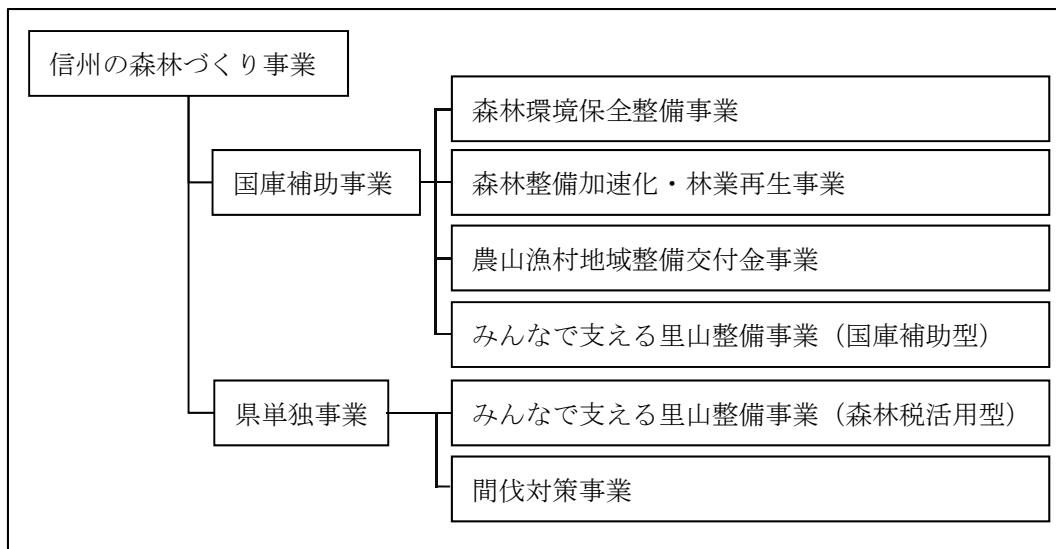 信州の森林づくり事業
国庫補助事業
森林環境保全整備事業
森林整備加速化・林業再生事業
農山漁村地域整備交付金事業
みんなで支える里山整備事業（国庫補助型）
県単独事業
みんなで支える里山整備事業（森林税活用型）
間伐対策事業